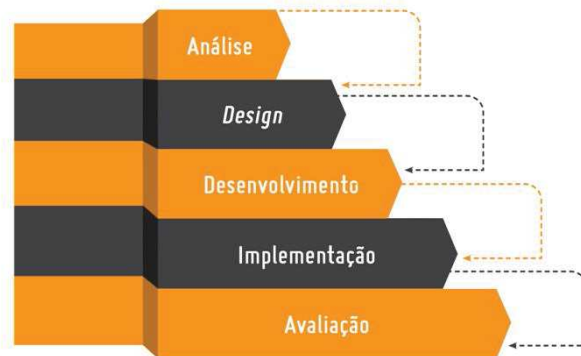 Análise
Design
Desenvolvimento
Implementação
Avaliação